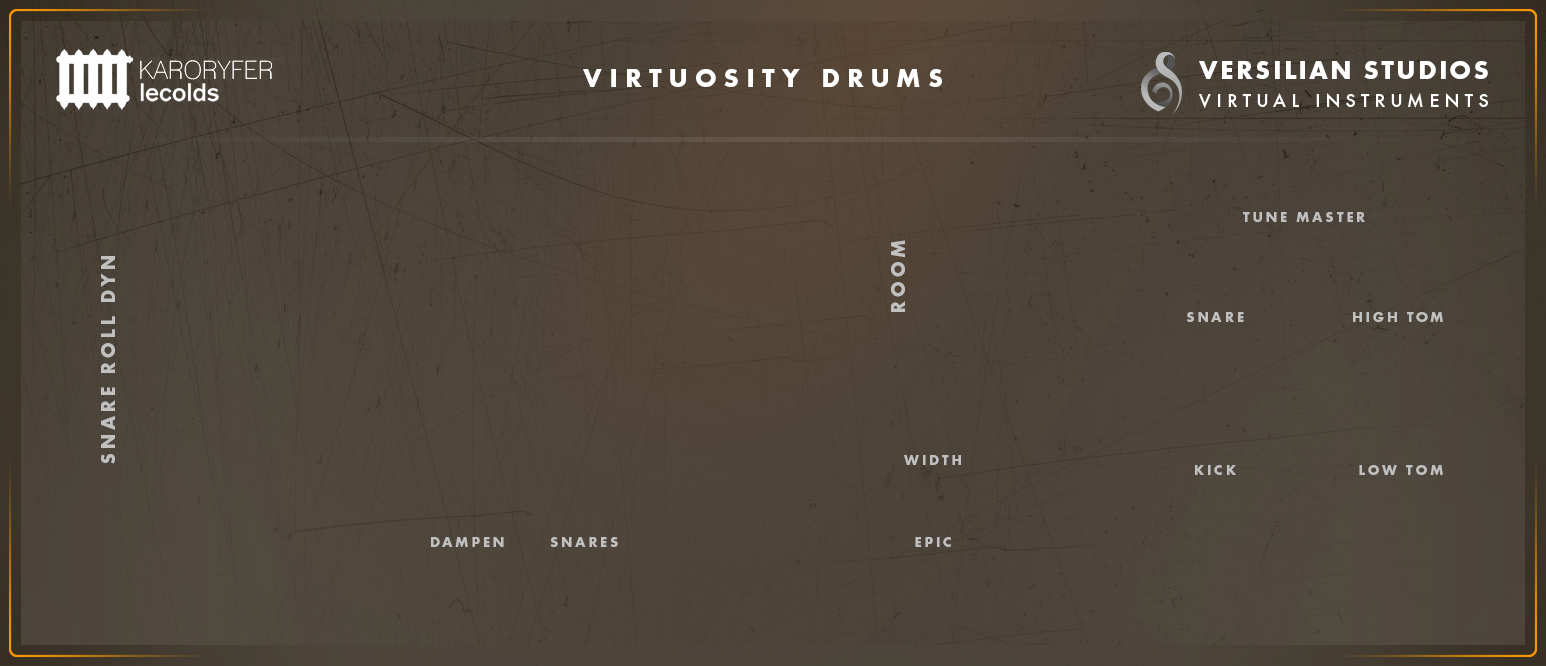 KARORYFER
lecolds
VIRTUOSITY DRUMS
VERSILIAN STUDIOS
VIRTUAL INSTRUMENTS
SNARE ROLL DYN
ROOM
TUNE MASTER
SNARE
HIGH TOM
WIDTH
KICK
LOW TOM
DAMPEN
SNARES
EPIC